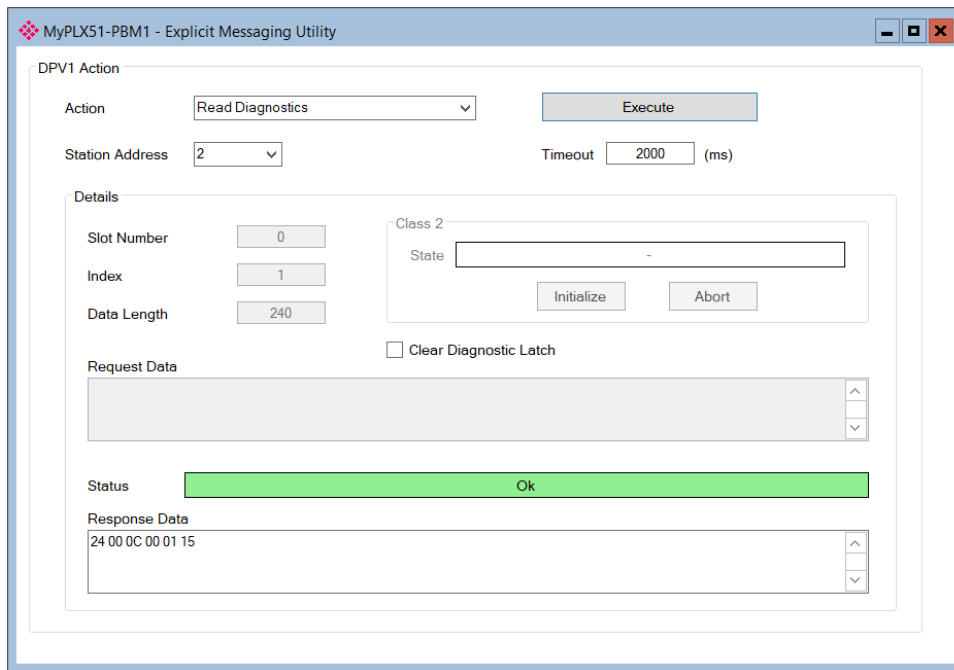 MyPLX51-PBM1 - Explicit Messaging Utility
DPV1 Action
Action Read Diagnostics Execute
Station Address 2 Timeout 2000 (ms)
Details
Class 2
Slot Number 0
State -
Index 1
Initialize Abort
Data Length 240
Clear Diagnostic Latch
Request Data
Status Ok
Response Data
24 00 0C 00 01 15